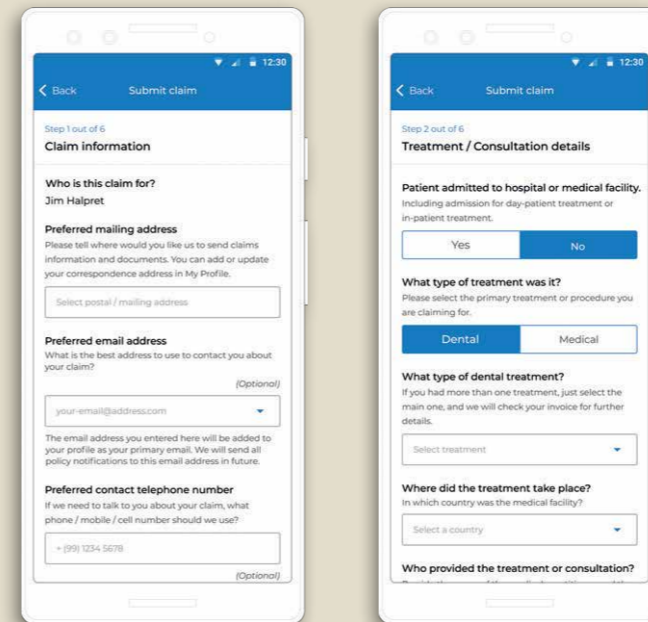 12:30
Back Submit claim
Step 1 out of 6
Claim information
Who is this claim for?
Jim Halpret
Preferred mailing address
Please tell where would you like us to send claims
information and documents. You can add or update
your correspondence address in My Profile.
Select postal / mailing address
Preferred email address
What is the best address to use to contact you about
your claim?
(Optional)
your-email@address.com
The email address you entered here will be added to
your profile as your primary email. We will send all
policy notifications to this email address in future.
Preferred contact telephone number
If we need to talk to you about your claim, what
phone / mobile / cell number should we use?
+ (99) 1234 5678
(Optional)
12:30
Back Submit claim
Step 2 out of 6
Treatment / Consultation details
Patient admitted to hospital or medical facility.
Including admission for day-patient treatment or
in-patient treatment.
Yes No
What type of treatment was it?
Please select the primary treatment or procedure you
are claiming for.
Dental Medical
What type of dental treatment?
If you had more than one treatment, just select the
main one, and we will check your invoice for further
details.
Select treatment
Where did the treatment take place?
In which country was the medical facility?
Select a country
Who provided the treatment or consultation?